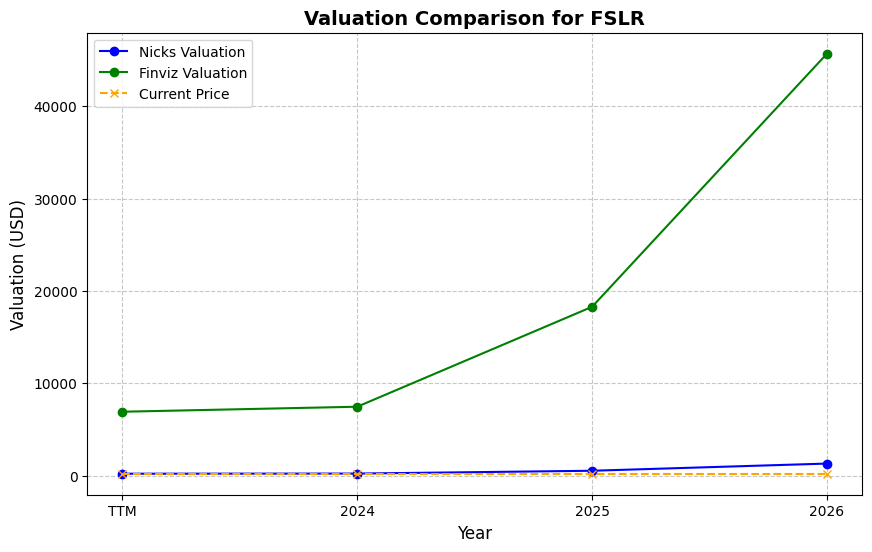 Valuation Comparison for FSLR
Nicks Valuation
Finviz Valuation
Current Price
Valuation (USD)
40000
30000
20000
10000
0
TTM 2024 2025 2026
Year